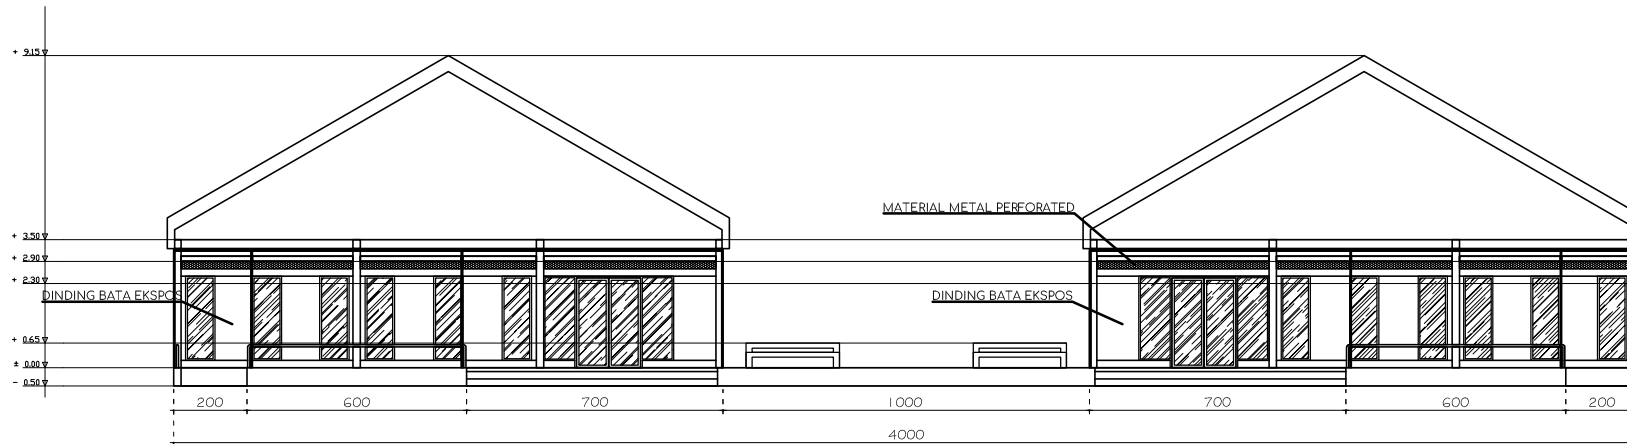 + 9.15
MATERIAL METAL PERFORATED
+ 3.50
+ 2.90
+ 2.30
DINDING BATA EKSPOS
DINDING BATA EKSPOS
+ 0.65
± 0.00
- 0.50
200 600 700 1000 700 600 200
4000